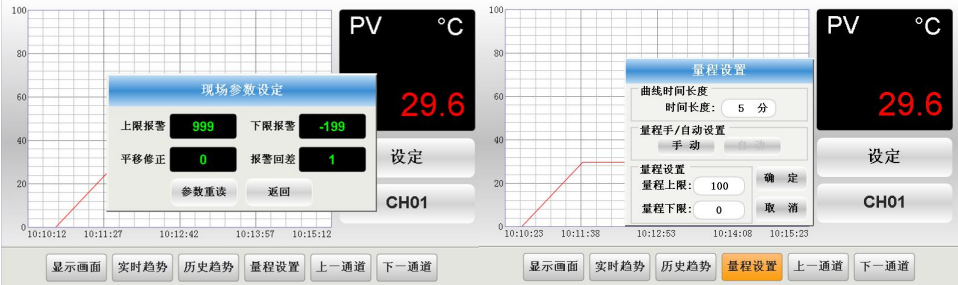 100
80
60
40
20
0
10:10:12 10:11:27 10:12:42 10:13:57 10:15:12
现场参数设定
上限报警 999 下限报警 -199
平移修正 0 报警回差 1
参数重读 返回
PV °C
29.6
设定
CH01
显示画面 实时趋势 历史趋势 量程设置 上一通道 下一通道
100
80
60
40
20
0
10:10:23 10:11:38 10:12:53 10:14:08 10:15:23
量程设置
曲线时间长度
时间长度: 5 分
量程手/自动设置
手 动 自 动
量程设置
量程上限: 100 确 定
量程下限: 0 取 消
PV °C
29.6
设定
CH01
显示画面 实时趋势 历史趋势 量程设置 上一通道 下一通道